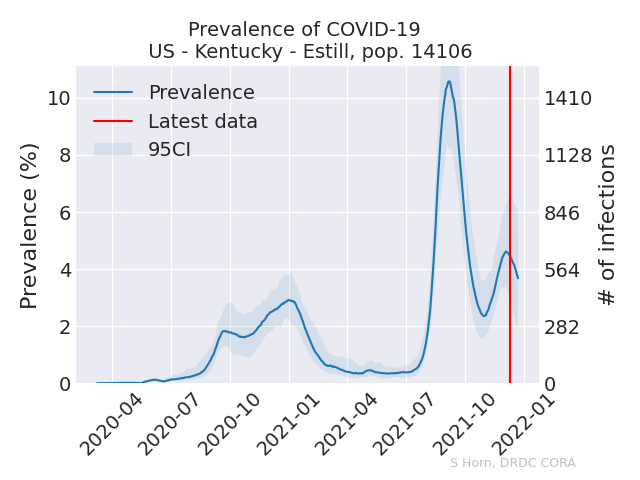 Prevalence of COVID-19
US - Kentucky - Estill, pop. 14106
Prevalence
Latest data
95CI
Prevalence (%)
10
8
6
4
2
0
1410
1128
846
564
282
0
# of infections
2020-04
2020-07
2020-10
2021-01
2021-04
2021-07
2021-10
2022-01
S Horn, DRDC CORA